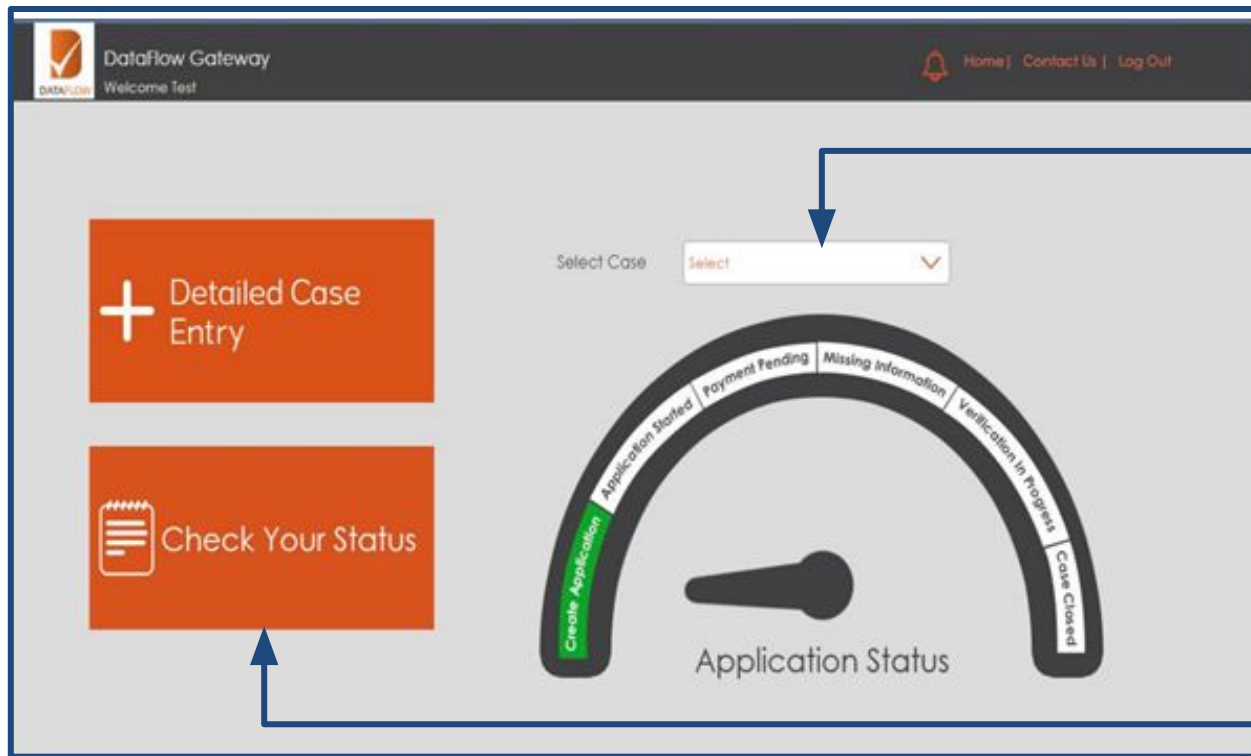 DataFlow Gateway
Welcome Test
DATAFLOW
Home| Contact Us | Log Out
Detailed Case
Entry
Check Your Status
Select Case
Select
Create Application
Application Started
Payment Pending
Missing Information
Verification In Progress
Case Closed
Application Status